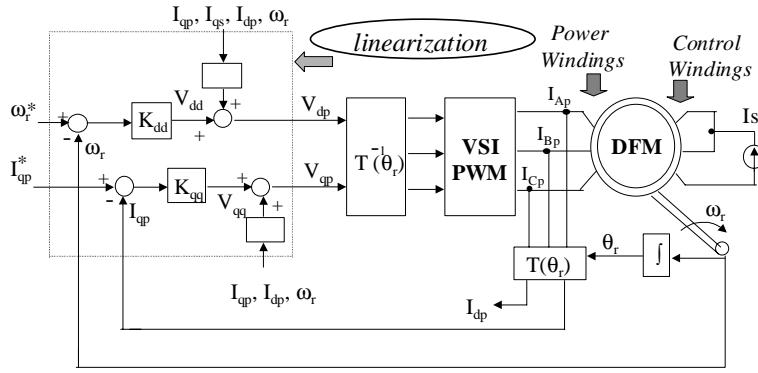 I_qp, I_qs, I_dp, ω_r
linearization
Power
Windings
Control
Windings
ω_r*
+
-
ω_r
K_dd
V_dd
+
+
V_dp
I_Ap
I_Bp
I_Cp
Is
T^-1(θ_r)
VSI
PWM
DFM
I_qp^*
+
-
I_qp
K_qq
V_qq
+
+
V_qp
I_qp, I_dp, ω_r
T(θ_r)
θ_r
∫
ω_r
I_dp